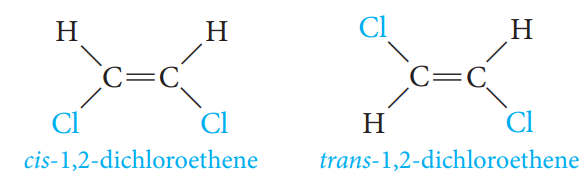 H H Cl H
C=C C=C
Cl Cl H Cl
cis-1,2-dichloroethene trans-1,2-dichloroethene